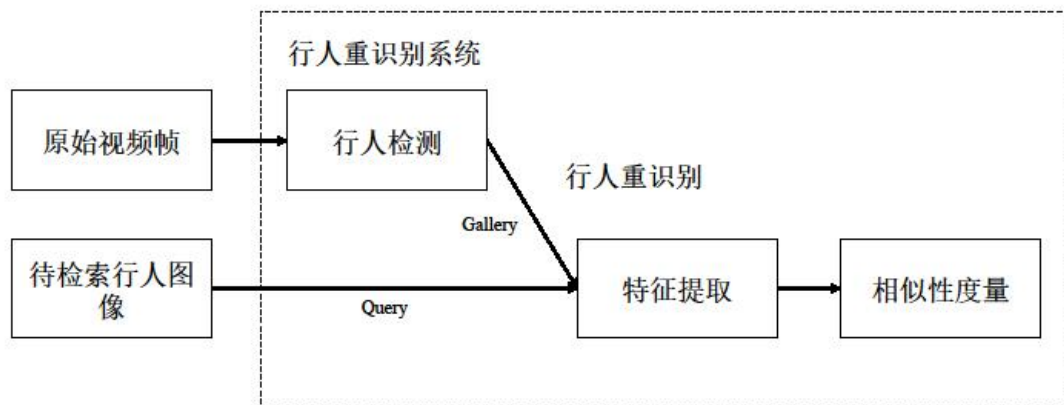 行人重识别系统
原始视频帧
行人检测
行人重识别
Gallery
待检索行人图
像
Query
特征提取
相似性度量